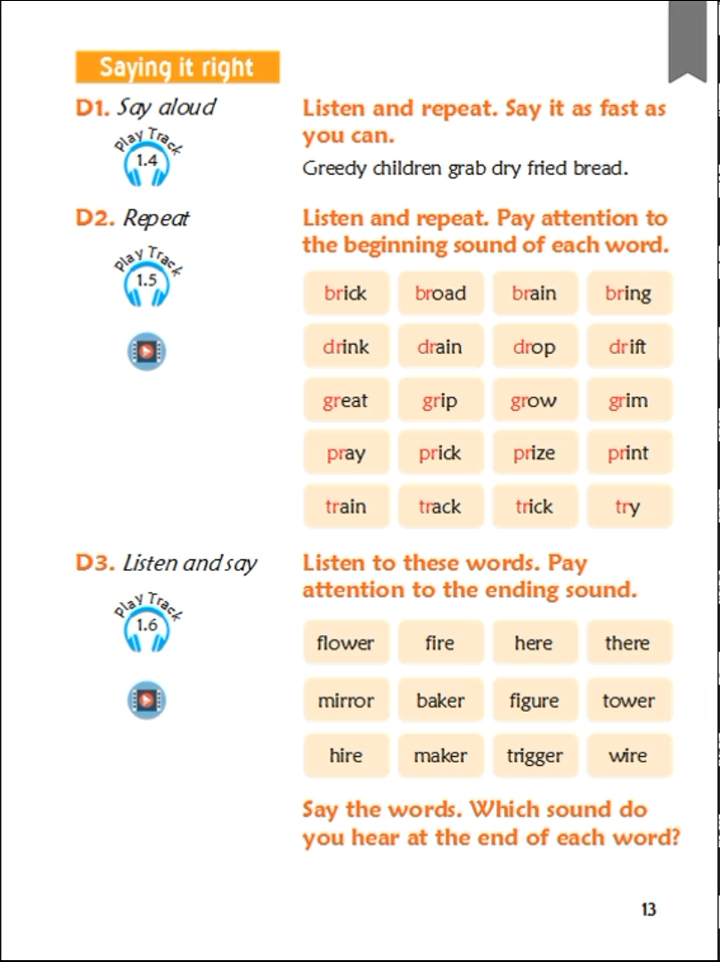 Saying it right
D1. Say aloud
Play Track
1.4
Listen and repeat. Say it as fast as
you can.
Greedy children grab dry fried bread.
D2. Repeat
Play Track
1.5
Listen and repeat. Pay attention to
the beginning sound of each word.
brick broad brain bring
drink drain drop drift
great grip grow grim
pray prick prize print
train track trick try
D3. Listen and say
Play Track
1.6
Listen to these words. Pay
attention to the ending sound.
flower fire here there
mirror baker figure tower
hire maker trigger wire
Say the words. Which sound do
you hear at the end of each word?
13